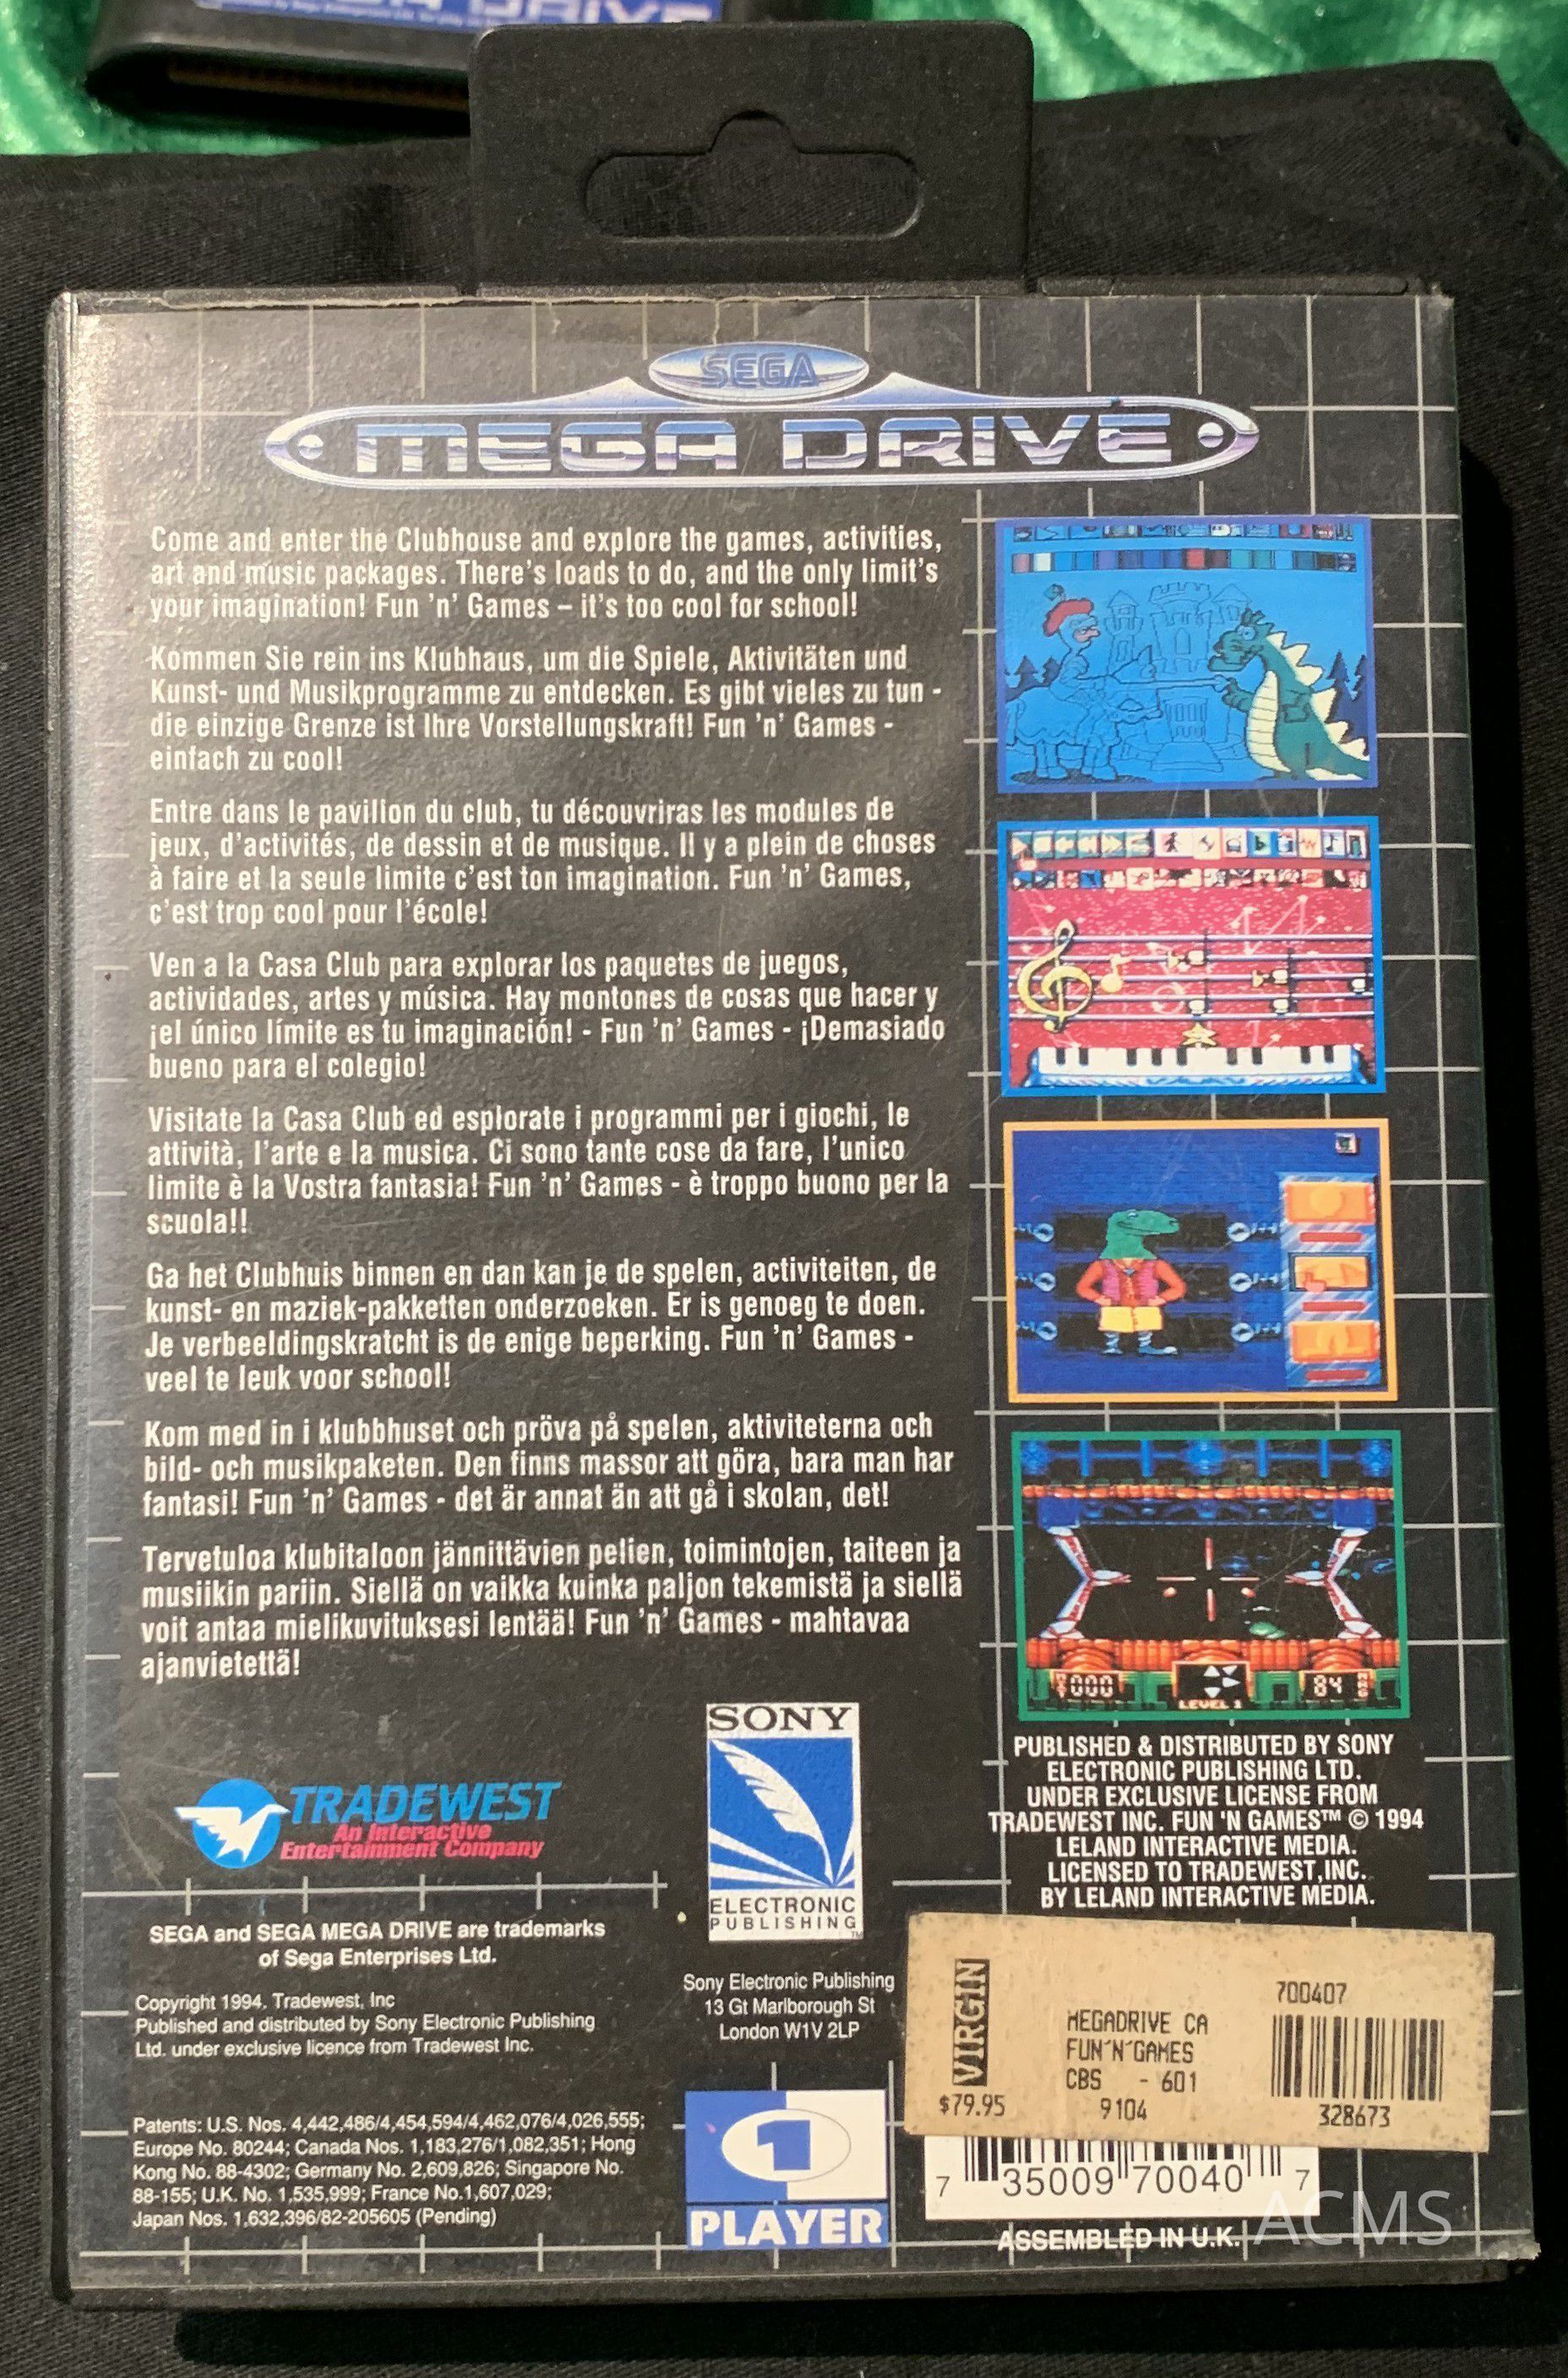 SEGA
MEGA DRIVE
Come and enter the Clubhouse and explore the games, activities,
art and music packages. There's loads to do, and the only limit's
your imagination! Fun 'n' Games – it's too cool for school!
Kommen Sie rein ins Klubhaus, um die Spiele, Aktivitäten und
Kunst- und Musikprogramme zu entdecken. Es gibt vieles zu tun -
die einzige Grenze ist Ihre Vorstellungskraft! Fun 'n' Games -
einfach zu cool!
Entre dans le pavillon du club, tu découvriras les modules de
jeux, d'activités, de dessin et de musique. Il y a plein de choses
à faire et la seule limite c'est ton imagination. Fun 'n' Games,
c'est trop cool pour l'école!
Ven a la Casa Club para explorar los paquetes de juegos,
actividades, artes y música. Hay montones de cosas que hacer y
¡el único límite es tu imaginación! - Fun 'n' Games - ¡Demasiado
bueno para el colegio!
Visitate la Casa Club ed esplorate i programmi per i giochi, le
attività, l'arte e la musica. Ci sono tante cose da fare, l'unico
limite è la Vostra fantasia! Fun 'n' Games - è troppo buono per la
scuola!!
Ga het Clubhuis binnen en dan kan je de spelen, activiteiten, de
kunst- en maziek-pakketten onderzoeken. Er is genoeg te doen.
Je verbeeldingskratcht is de enige beperking. Fun 'n' Games -
veel te leuk voor school!
Kom med in i klubbhuset och pröva på spelen, aktiviteterna och
bild- och musikpaketen. Den finns massor att göra, bara man har
fantasi! Fun 'n' Games - det är annat än att gå i skolan, det!
Tervetuloa klubitaloon jännittävien pelien, toimintojen, taiteen ja
musiikin pariin. Siellä on vaikka kuinka paljon tekemistä ja siellä
voit antaa mielikuvituksesi lentää! Fun 'n' Games - mahtavaa
ajanvietettä!
000
LEVEL 1
84
TRADEWEST
An Interactive
Entertainment Company
SONY
ELECTRONIC
PUBLISHING
TM
PUBLISHED & DISTRIBUTED BY SONY
ELECTRONIC PUBLISHING LTD.
UNDER EXCLUSIVE LICENSE FROM
TRADEWEST INC. FUN 'N GAMES™ © 1994
LELAND INTERACTIVE MEDIA.
LICENSED TO TRADEWEST,INC.
BY LELAND INTERACTIVE MEDIA.
SEGA and SEGA MEGA DRIVE are trademarks
of Sega Enterprises Ltd.
Copyright 1994. Tradewest, Inc
Published and distributed by Sony Electronic Publishing
Ltd. under exclusive licence from Tradewest Inc.
Sony Electronic Publishing
13 Gt Marlborough St
London W1V 2LP
Patents: U.S. Nos. 4,442,486/4,454,594/4,462,076/4,026,555;
Europe No. 80244; Canada Nos. 1,183,276/1,082,351; Hong
Kong No. 88-4302; Germany No. 2,609,826; Singapore No.
88-155; U.K. No. 1,535,999; France No.1,607,029;
Japan Nos. 1,632,396/82-205605 (Pending)
1
PLAYER
VIRGIN
$79.95
MEGADRIVE CA
FUN'N'GAMES
CBS - 601
9104
700407
328673
7 35009 70040 7
ASSEMBLED IN U.K.
ACMS